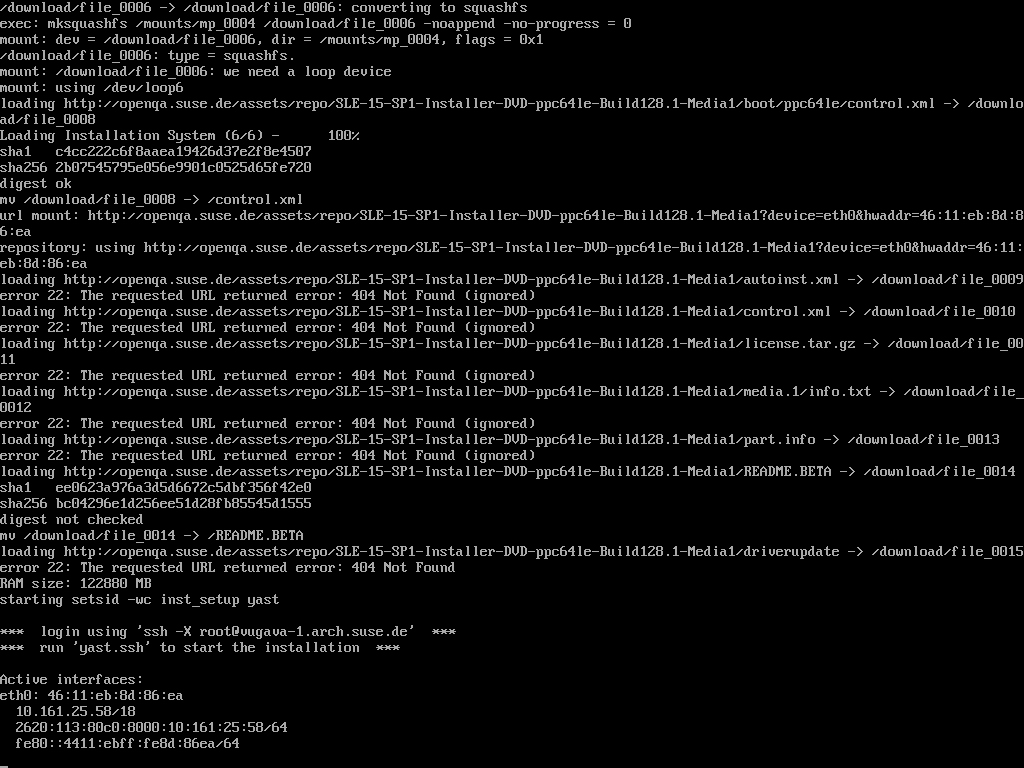 /download/file_0006 -> /download/file_0006: converting to squashfs
exec: mksquashfs /mounts/mp_0004 /download/file_0006 -noappend -no-progress = 0
mount: dev = /download/file_0006, dir = /mounts/mp_0004, flags = 0x1
/download/file_0006: type = squashfs.
mount: /download/file_0006: we need a loop device
mount: using /dev/loop6
loading http://openqa.suse.de/assets/repo/SLE-15-SP1-Installer-DVD-ppc64le-Build128.1-Media1/boot/ppc64le/control.xml -> /downlo
ad/file_0008
Loading Installation System (6/6) -      100%
sha1   c4cc222c6f8aaea19426d37e2f8e4507
sha256 2b07545795e056e9901c0525d65fe720
digest ok
mv /download/file_0008 -> /control.xml
url mount: http://openqa.suse.de/assets/repo/SLE-15-SP1-Installer-DVD-ppc64le-Build128.1-Media1?device=eth0&hwaddr=46:11:eb:8d:8
6:ea
repository: using http://openqa.suse.de/assets/repo/SLE-15-SP1-Installer-DVD-ppc64le-Build128.1-Media1?device=eth0&hwaddr=46:11:
eb:8d:86:ea
loading http://openqa.suse.de/assets/repo/SLE-15-SP1-Installer-DVD-ppc64le-Build128.1-Media1/autoinst.xml -> /download/file_0009
error 22: The requested URL returned error: 404 Not Found (ignored)
loading http://openqa.suse.de/assets/repo/SLE-15-SP1-Installer-DVD-ppc64le-Build128.1-Media1/control.xml -> /download/file_0010
error 22: The requested URL returned error: 404 Not Found (ignored)
loading http://openqa.suse.de/assets/repo/SLE-15-SP1-Installer-DVD-ppc64le-Build128.1-Media1/license.tar.gz -> /download/file_00
11
error 22: The requested URL returned error: 404 Not Found (ignored)
loading http://openqa.suse.de/assets/repo/SLE-15-SP1-Installer-DVD-ppc64le-Build128.1-Media1/media.1/info.txt -> /download/file_
0012
error 22: The requested URL returned error: 404 Not Found (ignored)
loading http://openqa.suse.de/assets/repo/SLE-15-SP1-Installer-DVD-ppc64le-Build128.1-Media1/part.info -> /download/file_0013
error 22: The requested URL returned error: 404 Not Found (ignored)
loading http://openqa.suse.de/assets/repo/SLE-15-SP1-Installer-DVD-ppc64le-Build128.1-Media1/README.BETA -> /download/file_0014
sha1   ee0623a976a3d5d6672c5dbf356f42e0
sha256 bc04296e1d256ee51d28fb85545d1555
digest not checked
mv /download/file_0014 -> /README.BETA
loading http://openqa.suse.de/assets/repo/SLE-15-SP1-Installer-DVD-ppc64le-Build128.1-Media1/driverupdate -> /download/file_0015
error 22: The requested URL returned error: 404 Not Found
RAM size: 122880 MB
starting setsid -wc inst_setup yast

***  login using 'ssh -X root@vugava-1.arch.suse.de'  ***
***  run 'yast.ssh' to start the installation  ***

Active interfaces:
eth0: 46:11:eb:8d:86:ea
  10.161.25.58/18
  2620:113:80c0:8000:10:161:25:58/64
  fe80::4411:ebff:fe8d:86ea/64